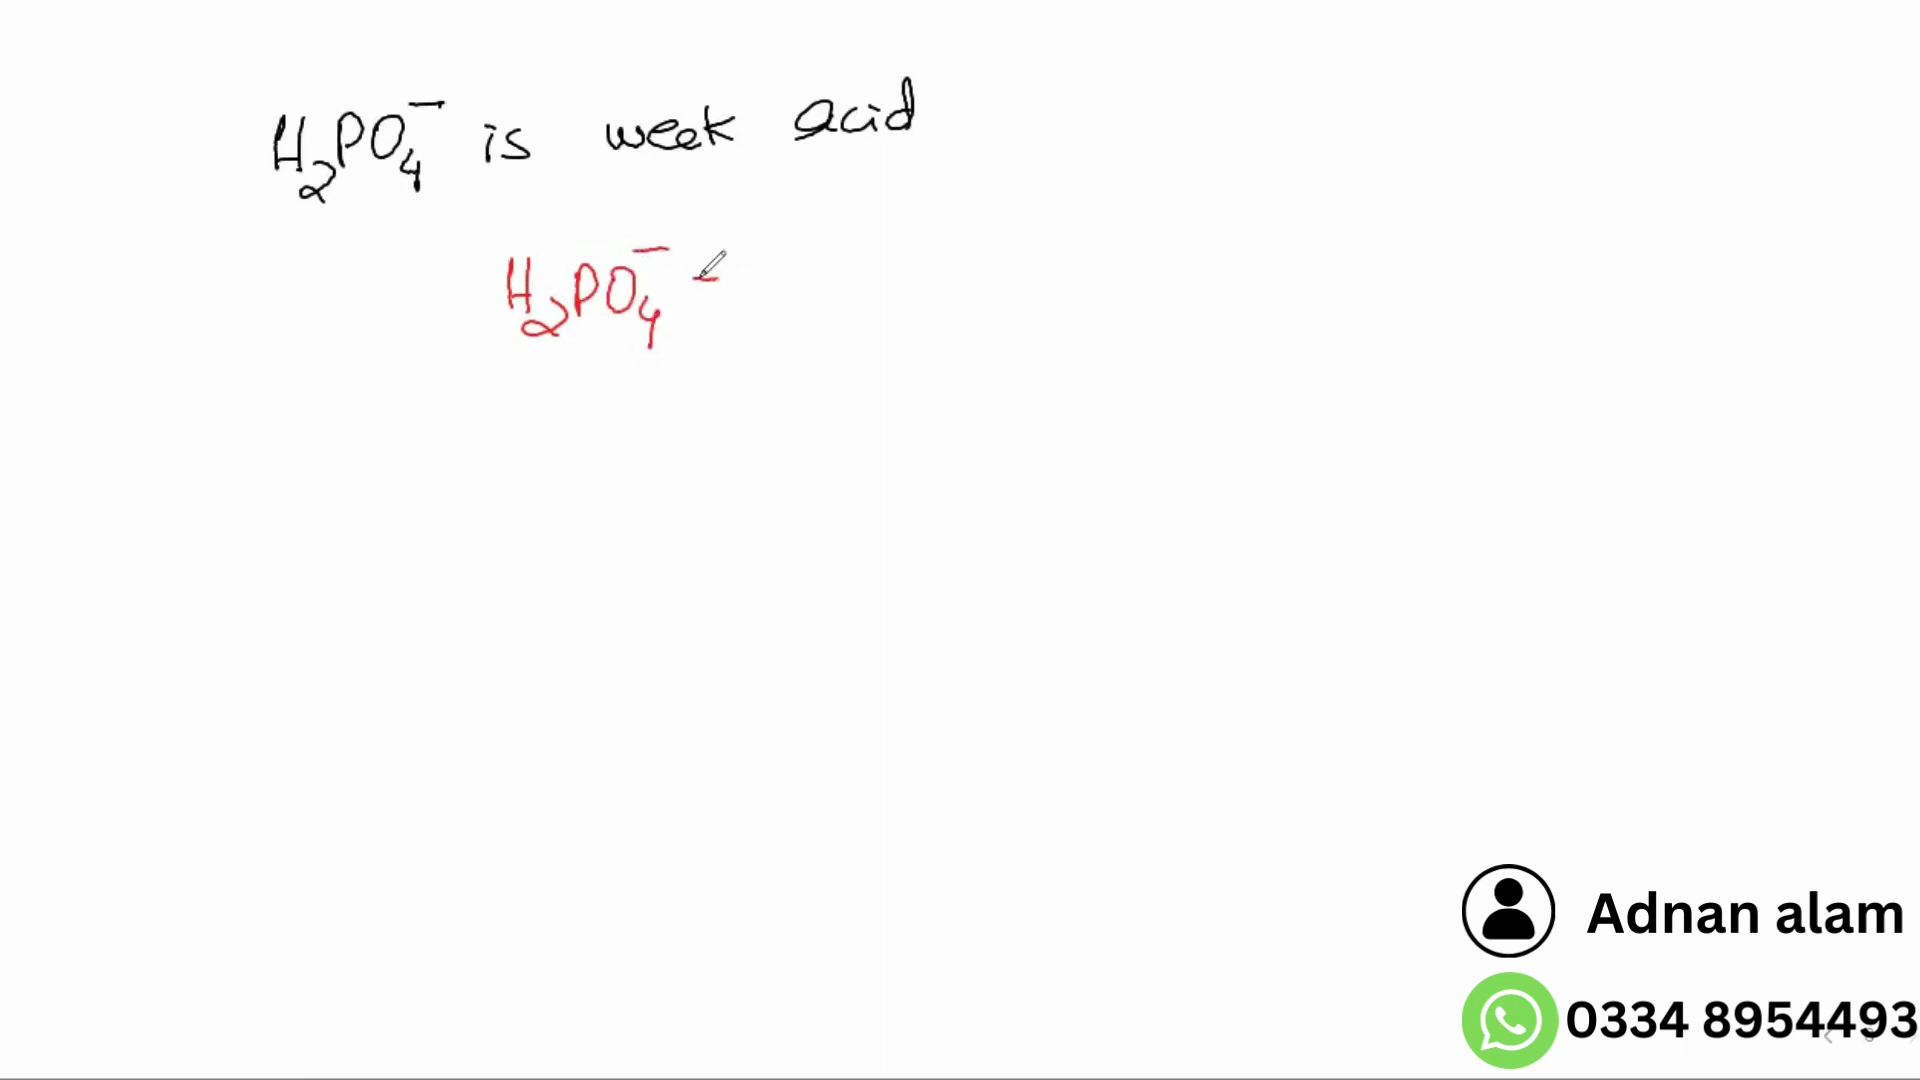 H₂PO₄⁻ is week acid
H₂PO₄⁻ -
Adnan alam
0334 8954493